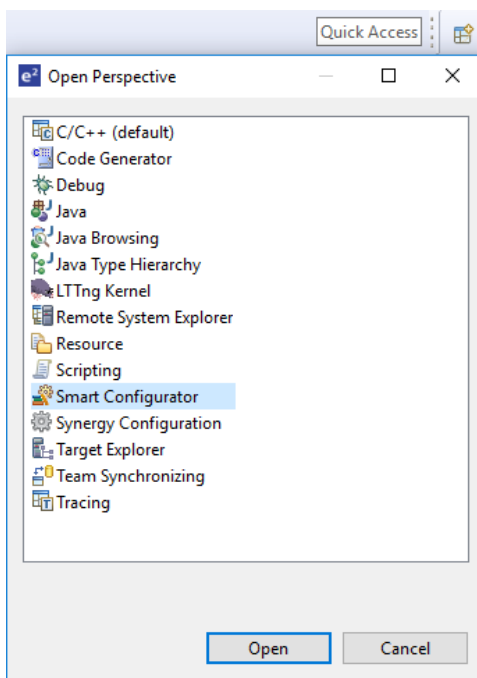 Quick Access
e² Open Perspective
C/C++ (default)
Code Generator
Debug
Java
Java Browsing
Java Type Hierarchy
LTTng Kernel
Remote System Explorer
Resource
Scripting
Smart Configurator
Synergy Configuration
Target Explorer
Team Synchronizing
Tracing
Open Cancel